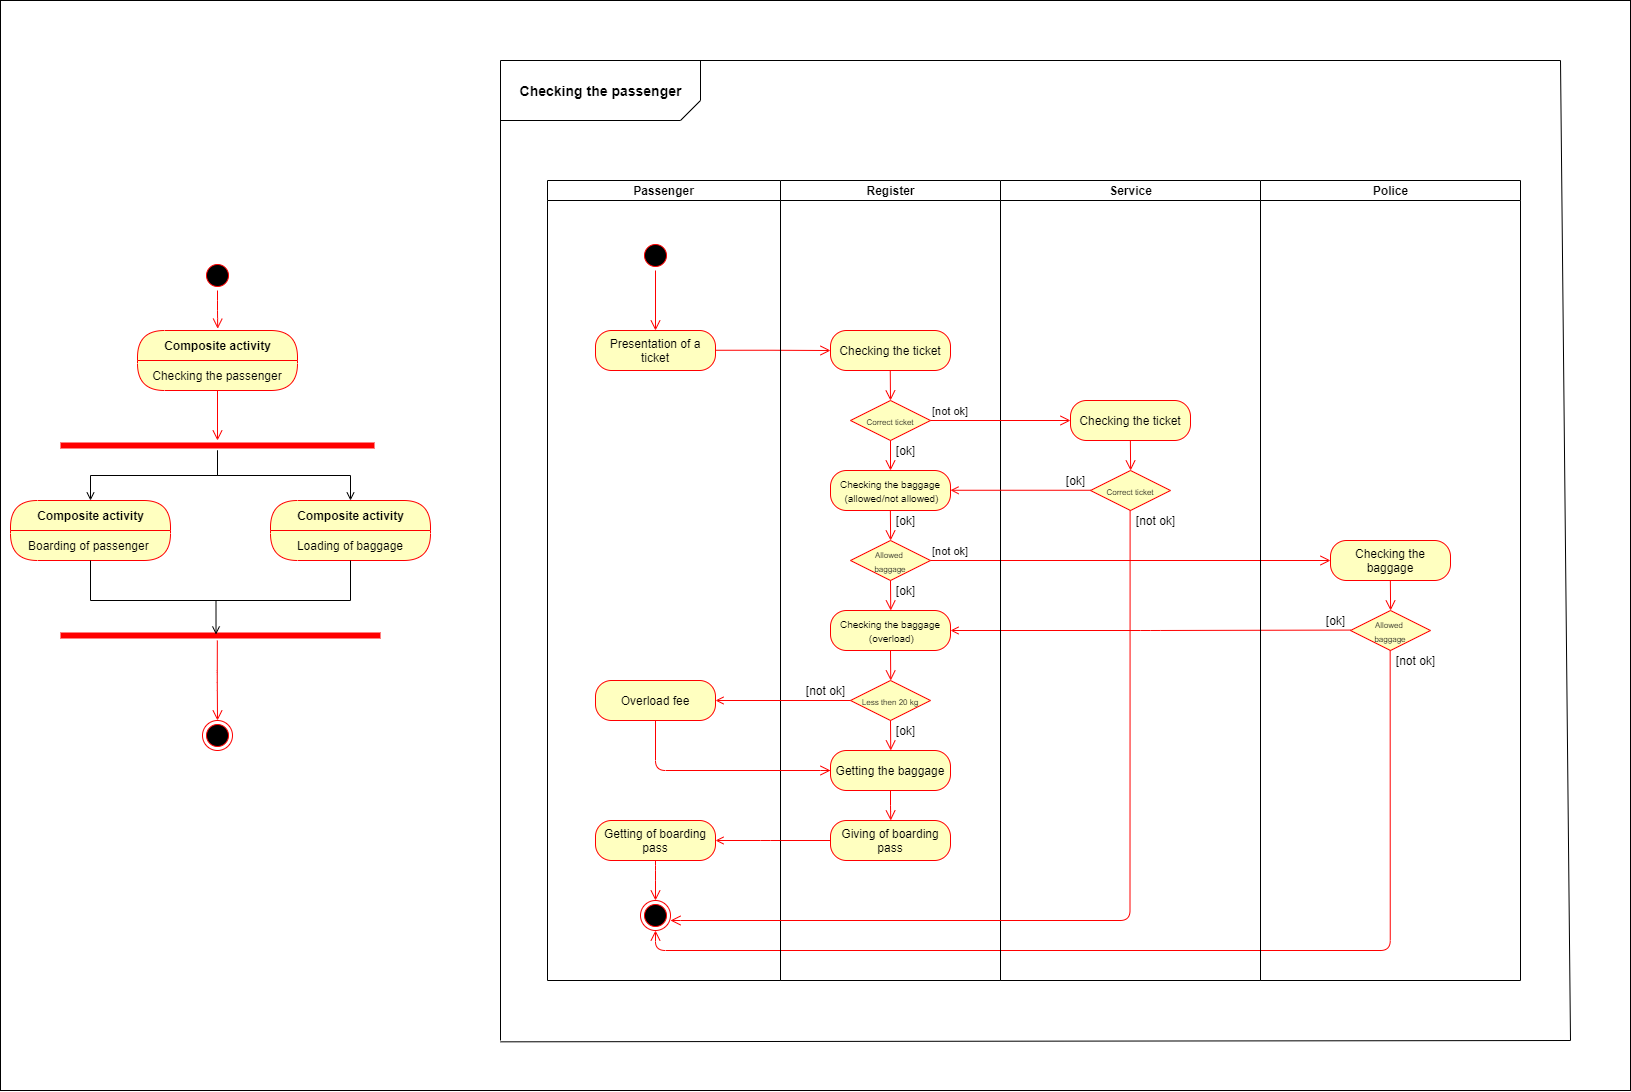 Checking the passenger
Passenger
Register
Service
Police
Composite activity
Checking the passenger
Composite activity
Boarding of passenger
Composite activity
Loading of baggage
Presentation of a
ticket
Checking the ticket
Correct ticket
[not ok]
Checking the ticket
[ok]
Checking the baggage
(allowed/not allowed)
[ok]
Correct ticket
[ok]
[not ok]
Allowed
baggage
[not ok]
Checking the
baggage
[ok]
Checking the baggage
(overload)
[ok]
Allowed
baggage
[not ok]
Overload fee
[not ok]
Less then 20 kg
[ok]
Getting the baggage
Getting of boarding
pass
Giving of boarding
pass